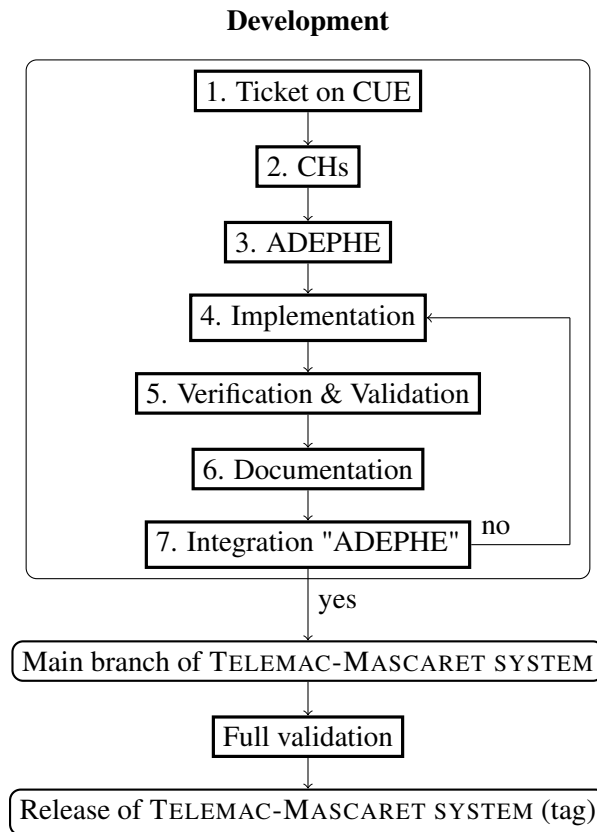 Development
1. Ticket on CUE
2. CHs
3. ADEPHE
4. Implementation
5. Verification & Validation
6. Documentation
7. Integration "ADEPHE"
no
yes
Main branch of TELEMAC-MASCARET SYSTEM
Full validation
Release of TELEMAC-MASCARET SYSTEM (tag)